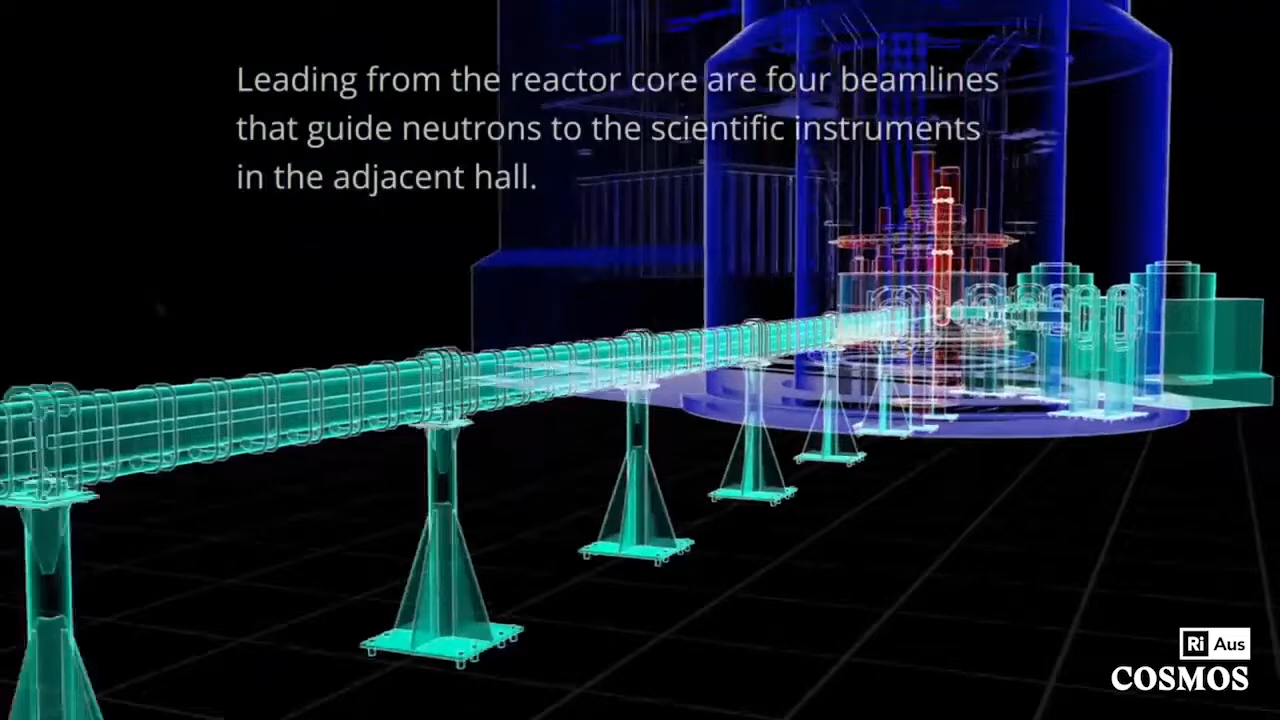 Leading from the reactor core are four beamlines
that guide neutrons to the scientific instruments
in the adjacent hall.
Ri Aus
COSMOS